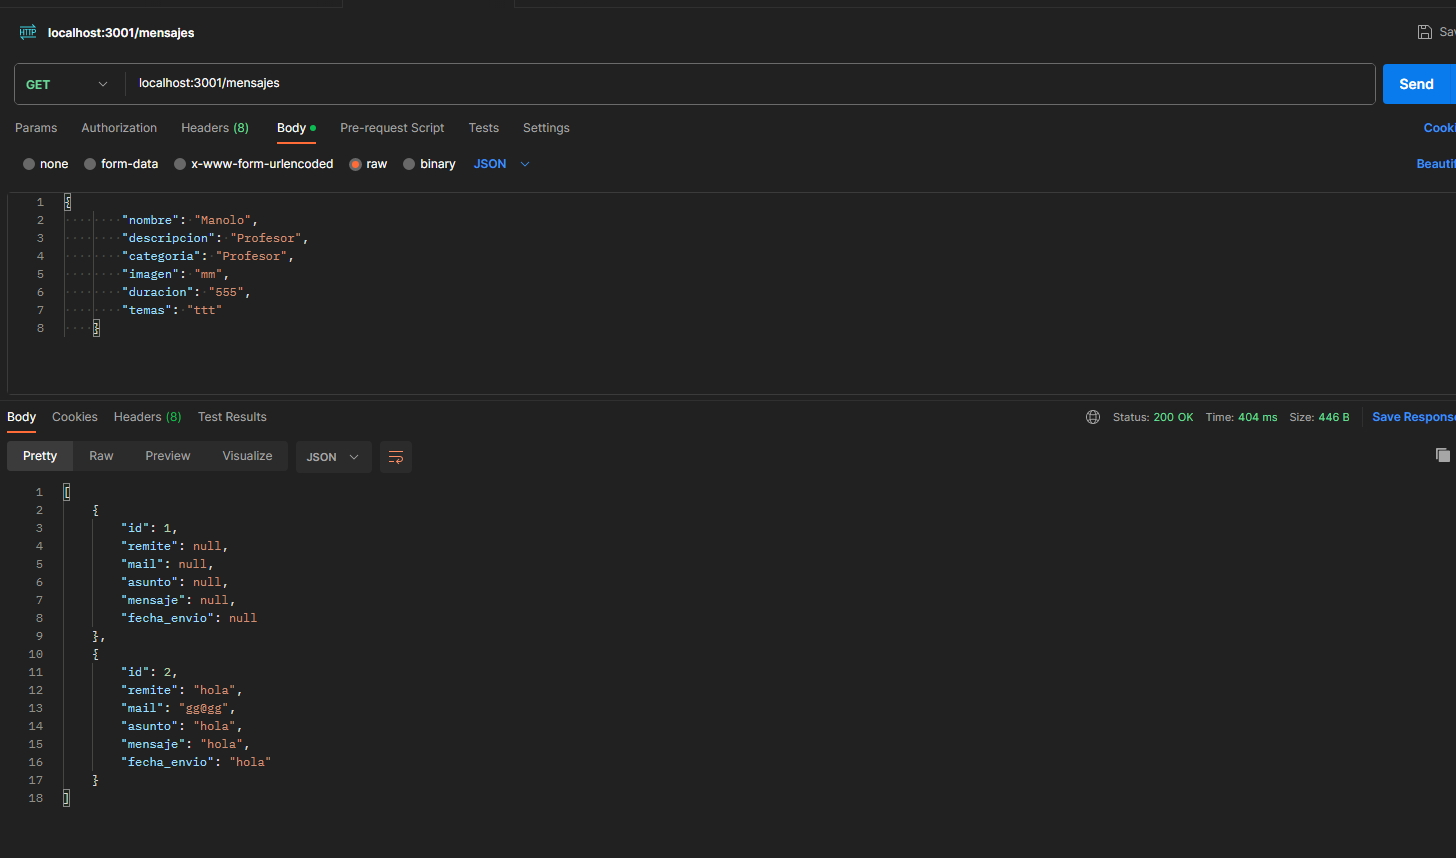 HTTP localhost:3001/mensajes
GET localhost:3001/mensajes Send
Params Authorization Headers (8) Body Pre-request Script Tests Settings
none form-data x-www-form-urlencoded raw binary JSON
1 {
2 "nombre": "Manolo",
3 "descripcion": "Profesor",
4 "categoria": "Profesor",
5 "imagen": "mm",
6 "duracion": "555",
7 "temas": "ttt"
8 }
Body Cookies Headers (8) Test Results Status: 200 OK Time: 404 ms Size: 446 B Save Response
Pretty Raw Preview Visualize JSON
1 [
2 {
3 "id": 1,
4 "remite": null,
5 "mail": null,
6 "asunto": null,
7 "mensaje": null,
8 "fecha_envio": null
9 },
10 {
11 "id": 2,
12 "remite": "hola",
13 "mail": "gg@gg",
14 "asunto": "hola",
15 "mensaje": "hola",
16 "fecha_envio": "hola"
17 }
18 ]